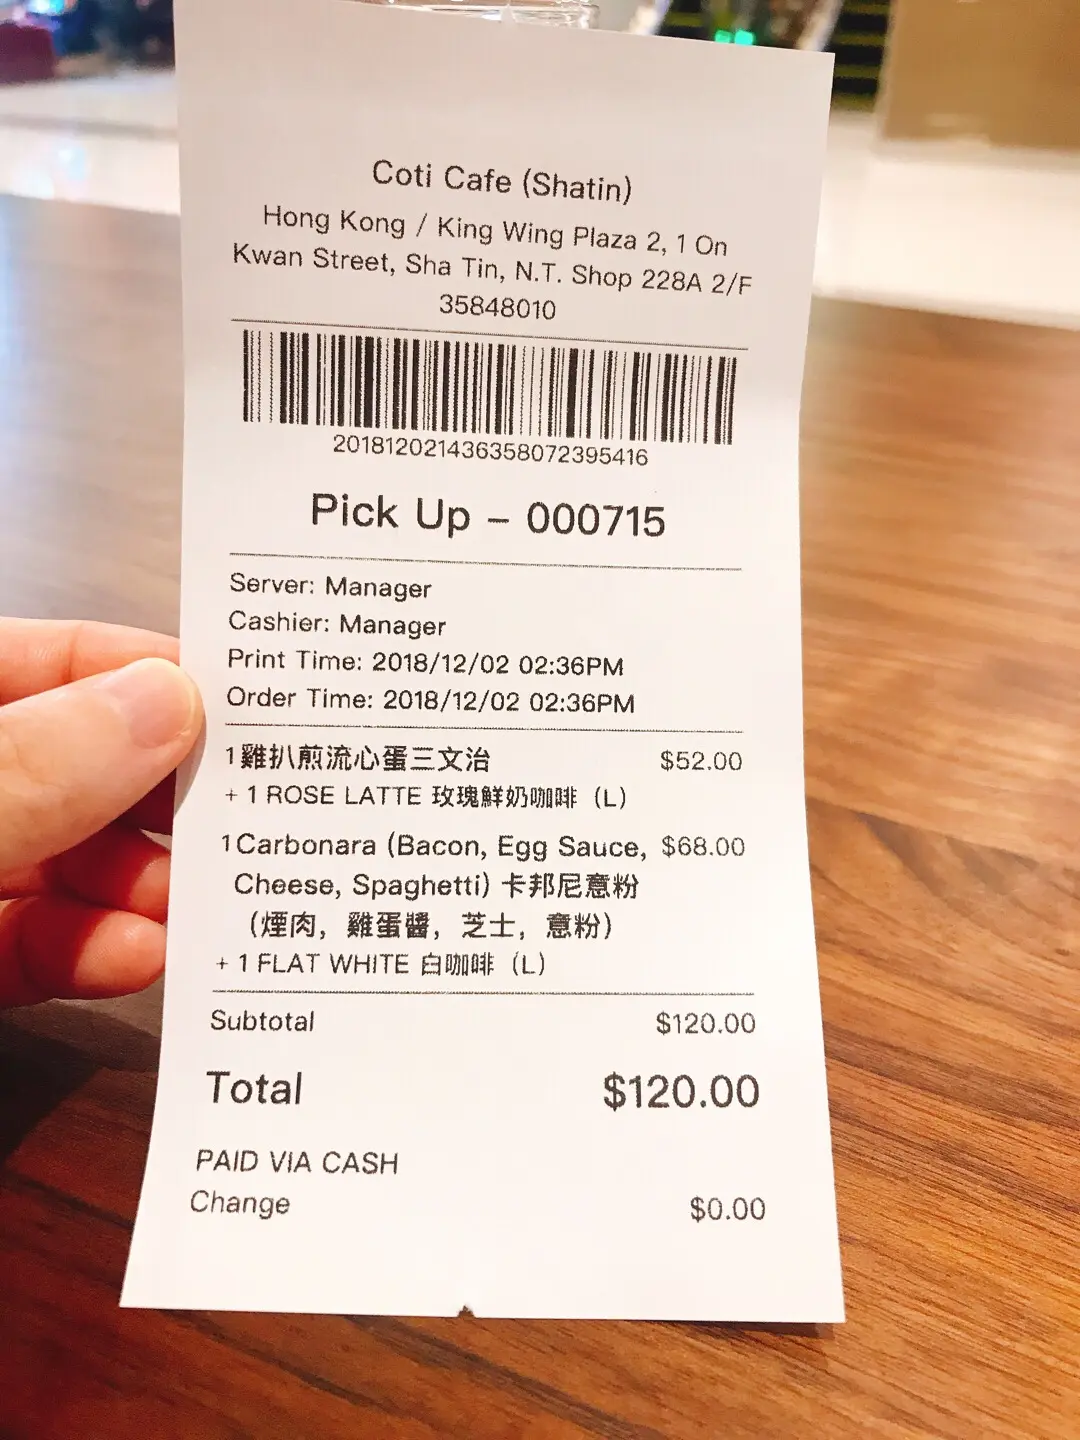 Coti Cafe (Shatin)
Hong Kong / King Wing Plaza 2, 1 On
Kwan Street, Sha Tin, N.T. Shop 228A 2/F
35848010
201812021436358072395416
Pick Up – 000715
Server: Manager
Cashier: Manager
Print Time: 2018/12/02 02:36PM
Order Time: 2018/12/02 02:36PM
1 雞扒煎流心蛋三文治 $52.00
+ 1 ROSE LATTE 玫瑰鮮奶咖啡 (L)
1 Carbonara (Bacon, Egg Sauce, $68.00
Cheese, Spaghetti) 卡邦尼意粉
(煙肉, 雞蛋醬, 芝士, 意粉)
+ 1 FLAT WHITE 白咖啡 (L)
Subtotal $120.00
Total $120.00
PAID VIA CASH
Change $0.00